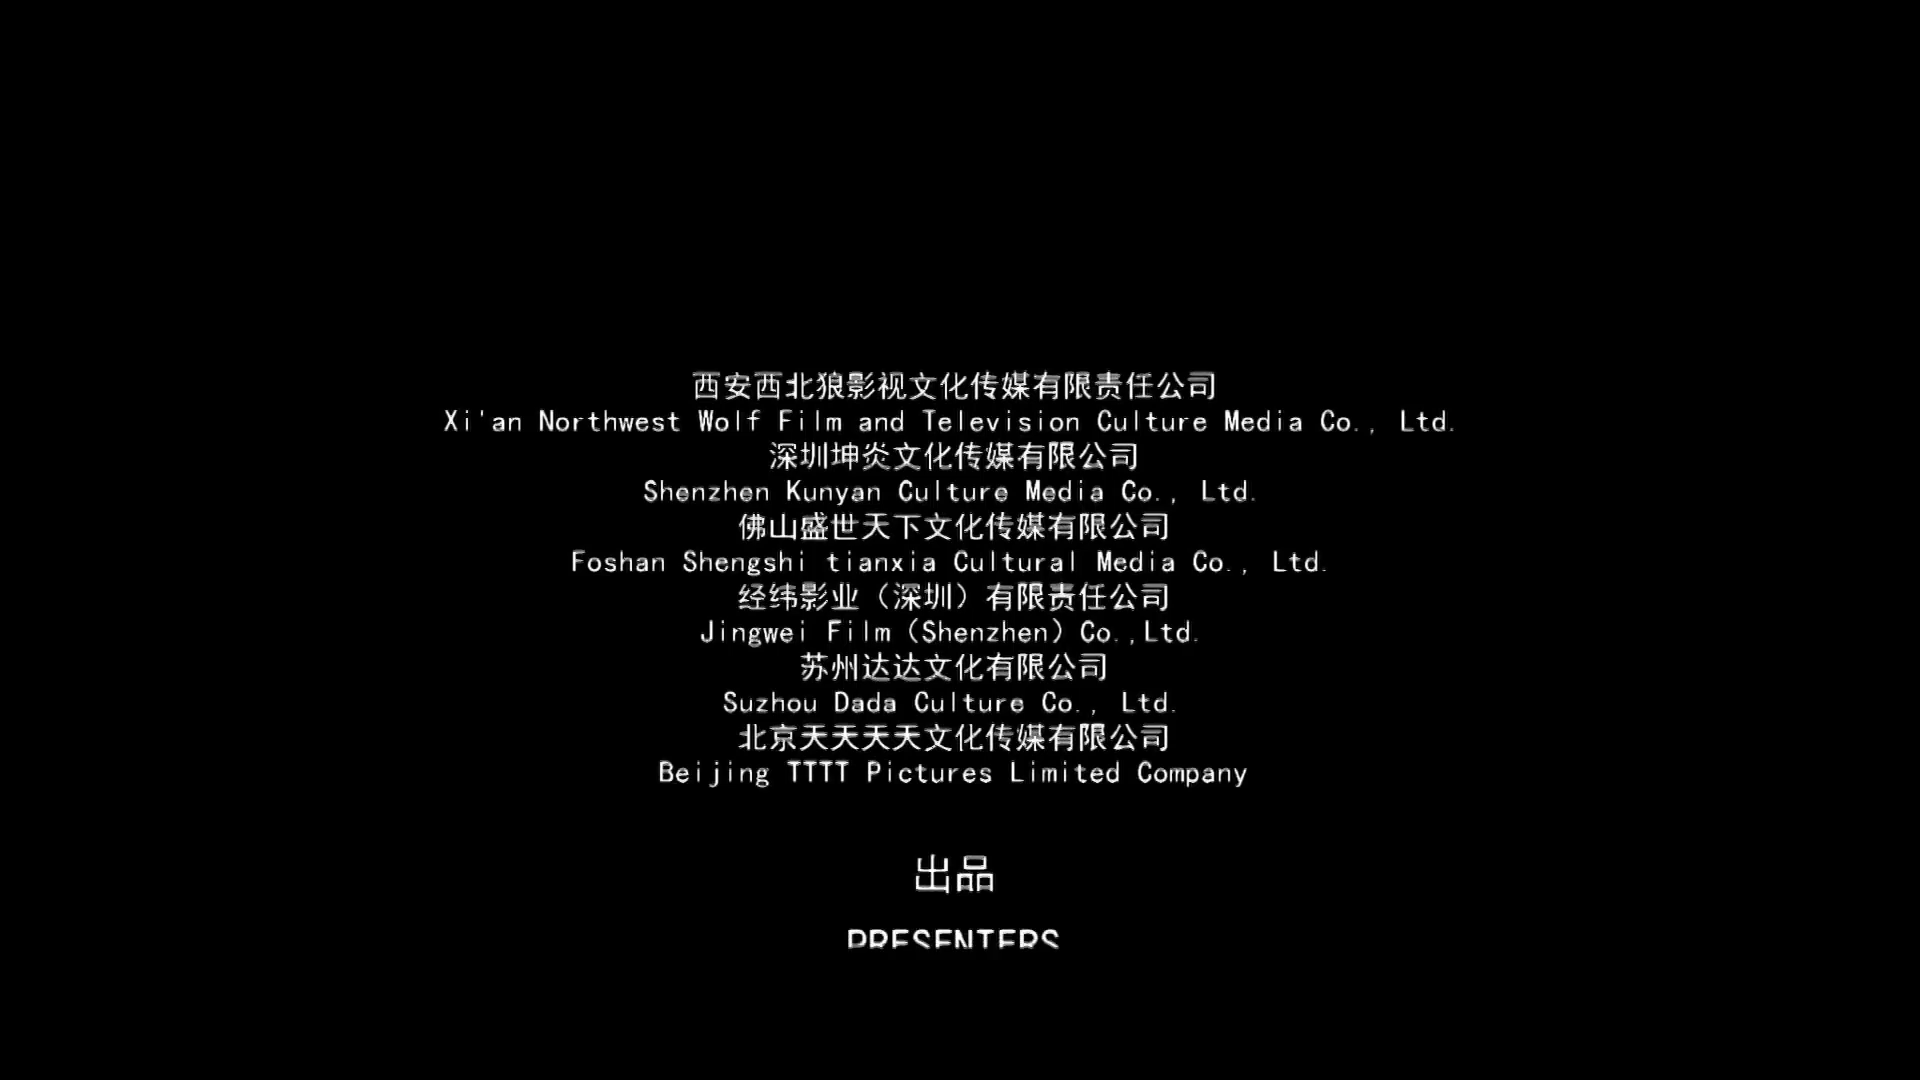 西安西北狼影视文化传媒有限责任公司
Xi'an Northwest Wolf Film and Television Culture Media Co., Ltd.
深圳坤炎文化传媒有限公司
Shenzhen Kunyan Culture Media Co., Ltd.
佛山盛世天下文化传媒有限公司
Foshan Shengshi tianxia Cultural Media Co., Ltd.
经纬影业（深圳）有限责任公司
Jingwei Film（Shenzhen）Co.,Ltd.
苏州达达文化有限公司
Suzhou Dada Culture Co., Ltd.
北京天天天天文化传媒有限公司
Beijing TTTT Pictures Limited Company
出品
PRESENTERS